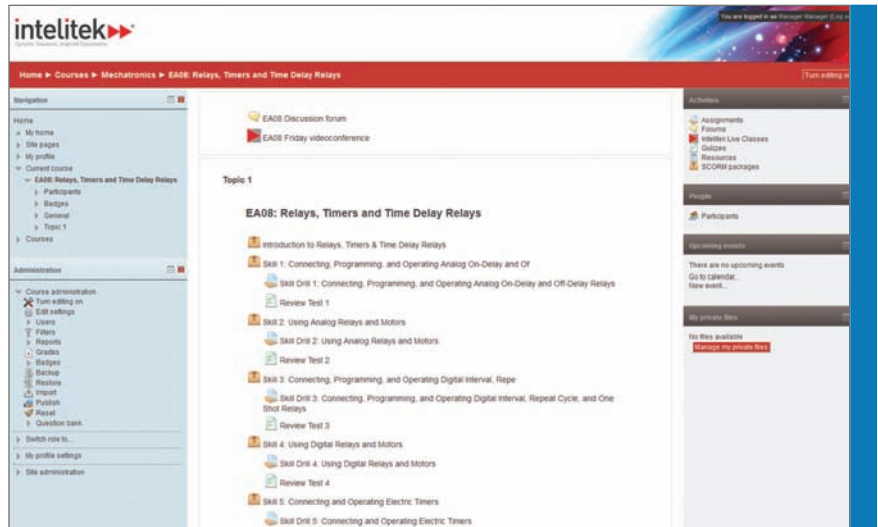 intelitek
You are logged in as Manager Manager (Log o
Home ► Courses ► Mechatronics ► EA08: Relays, Timers and Time Delay Relays
Turn editing on
Navigation
Home
My home
Site pages
My profile
Current course
EA08: Relays, Timers and Time Delay Relays
Participants
Badges
General
Topic 1
Courses
Administration
Course administration
Turn editing on
Edit settings
Users
Filters
Reports
Grades
Badges
Backup
Restore
Import
Publish
Reset
Question bank
Switch role to...
My profile settings
Site administration
EA08 Discussion forum
EA08 Friday videoconference
Topic 1
EA08: Relays, Timers and Time Delay Relays
Introduction to Relays, Timers & Time Delay Relays
Skill 1: Connecting, Programming, and Operating Analog On-Delay and Of
Skill Drill 1: Connecting, Programming, and Operating Analog On-Delay and Off-Delay Relays
Review Test 1
Skill 2: Using Analog Relays and Motors
Skill Drill 2: Using Analog Relays and Motors
Review Test 2
Skill 3: Connecting, Programming, and Operating Digital Interval, Repe
Skill Drill 3: Connecting, Programming, and Operating Digital Interval, Repeat Cycle, and One
Shot Relays
Review Test 3
Skill 4: Using Digital Relays and Motors
Skill Drill 4: Using Digital Relays and Motors
Review Test 4
Skill 5: Connecting and Operating Electric Timers
Skill Drill 5: Connecting and Operating Electric Timers
Activities
Assignments
Forums
Intelitek Live Classes
Quizzes
Resources
SCORM packages
People
Participants
Upcoming events
There are no upcoming events
Go to calendar...
New event...
My private files
No files available
Manage my private files